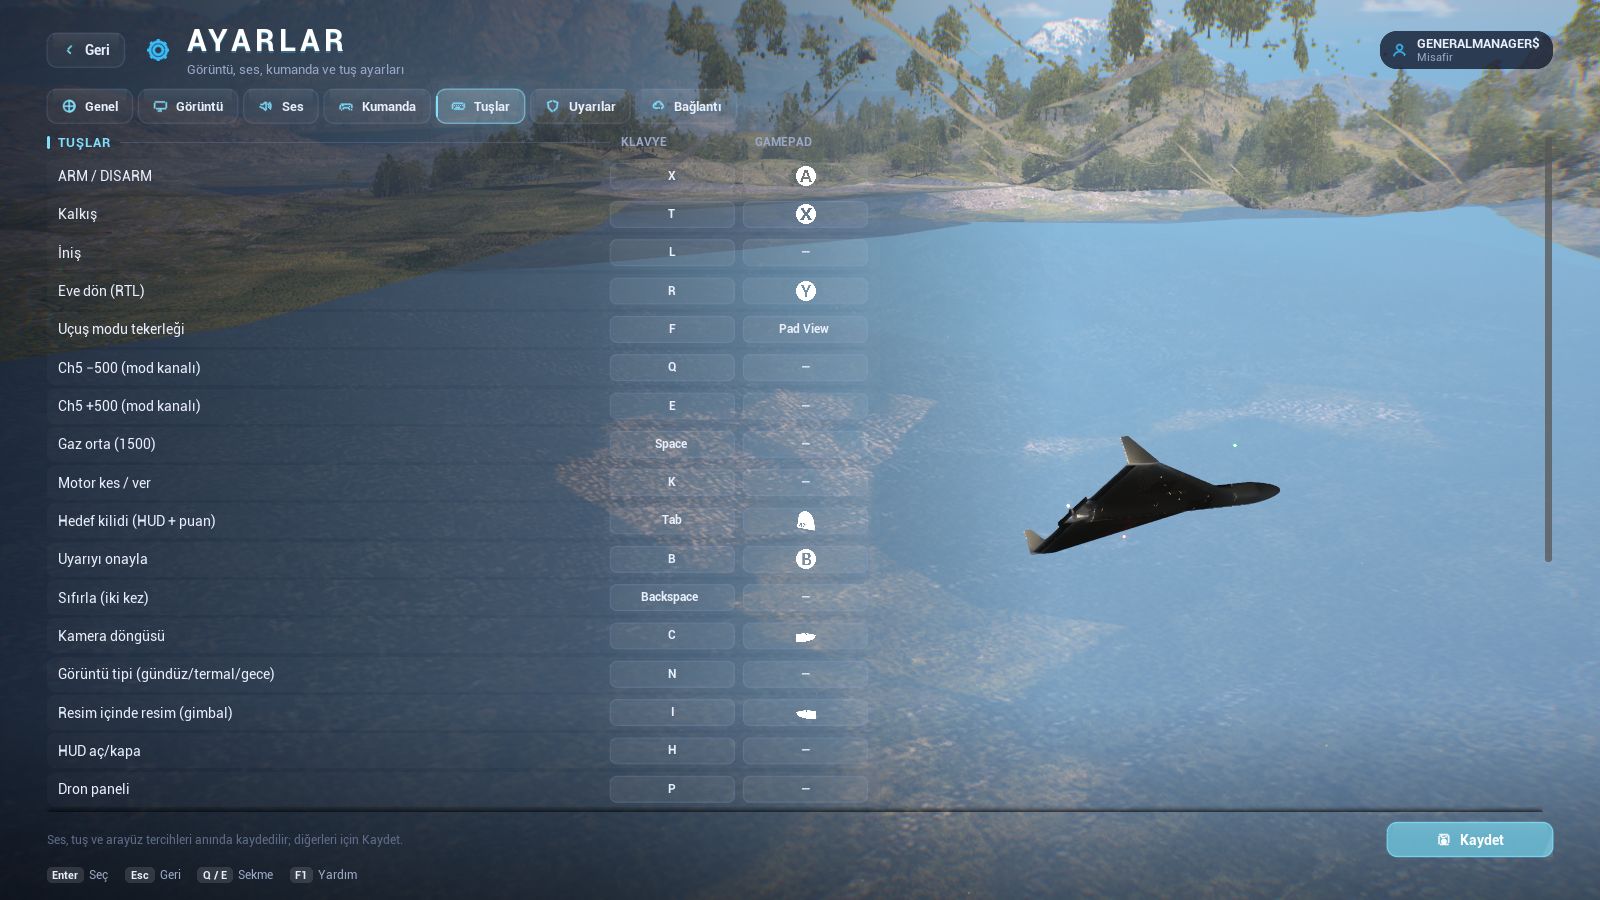 Geri
AYARLAR
Görüntü, ses, kumanda ve tuş ayarları
GENERALMANAGER$
Misafir
Genel Görüntü Ses Kumanda Tuşlar Uyarılar Bağlantı
TUŞLAR KLAVYE GAMEPAD
ARM / DISARM X A
Kalkış T X
İniş L –
Eve dön (RTL) R Y
Uçuş modu tekerleği F Pad View
Ch5 −500 (mod kanalı) Q –
Ch5 +500 (mod kanalı) E –
Gaz orta (1500) Space –
Motor kes / ver K –
Hedef kilidi (HUD + puan) Tab
Uyarıyı onayla B B
Sıfırla (iki kez) Backspace –
Kamera döngüsü C
Görüntü tipi (gündüz/termal/gece) N –
Resim içinde resim (gimbal) I
HUD aç/kapa H –
Dron paneli P –
Ses, tuş ve arayüz tercihleri anında kaydedilir; diğerleri için Kaydet.
Kaydet
Enter Seç Esc Geri Q / E Sekme F1 Yardım